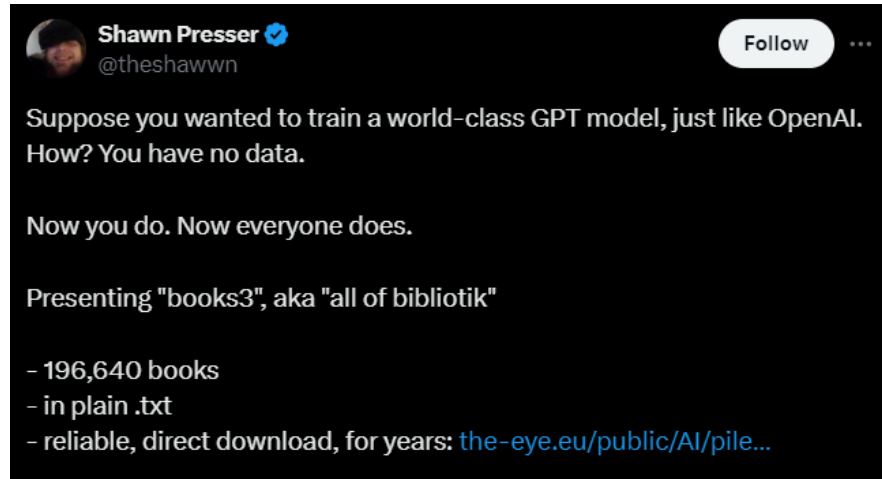 Shawn Presser
@theshawwn
Follow
Suppose you wanted to train a world-class GPT model, just like OpenAI.
How? You have no data.
Now you do. Now everyone does.
Presenting "books3", aka "all of bibliotik"
- 196,640 books
- in plain .txt
- reliable, direct download, for years: the-eye.eu/public/AI/pile...